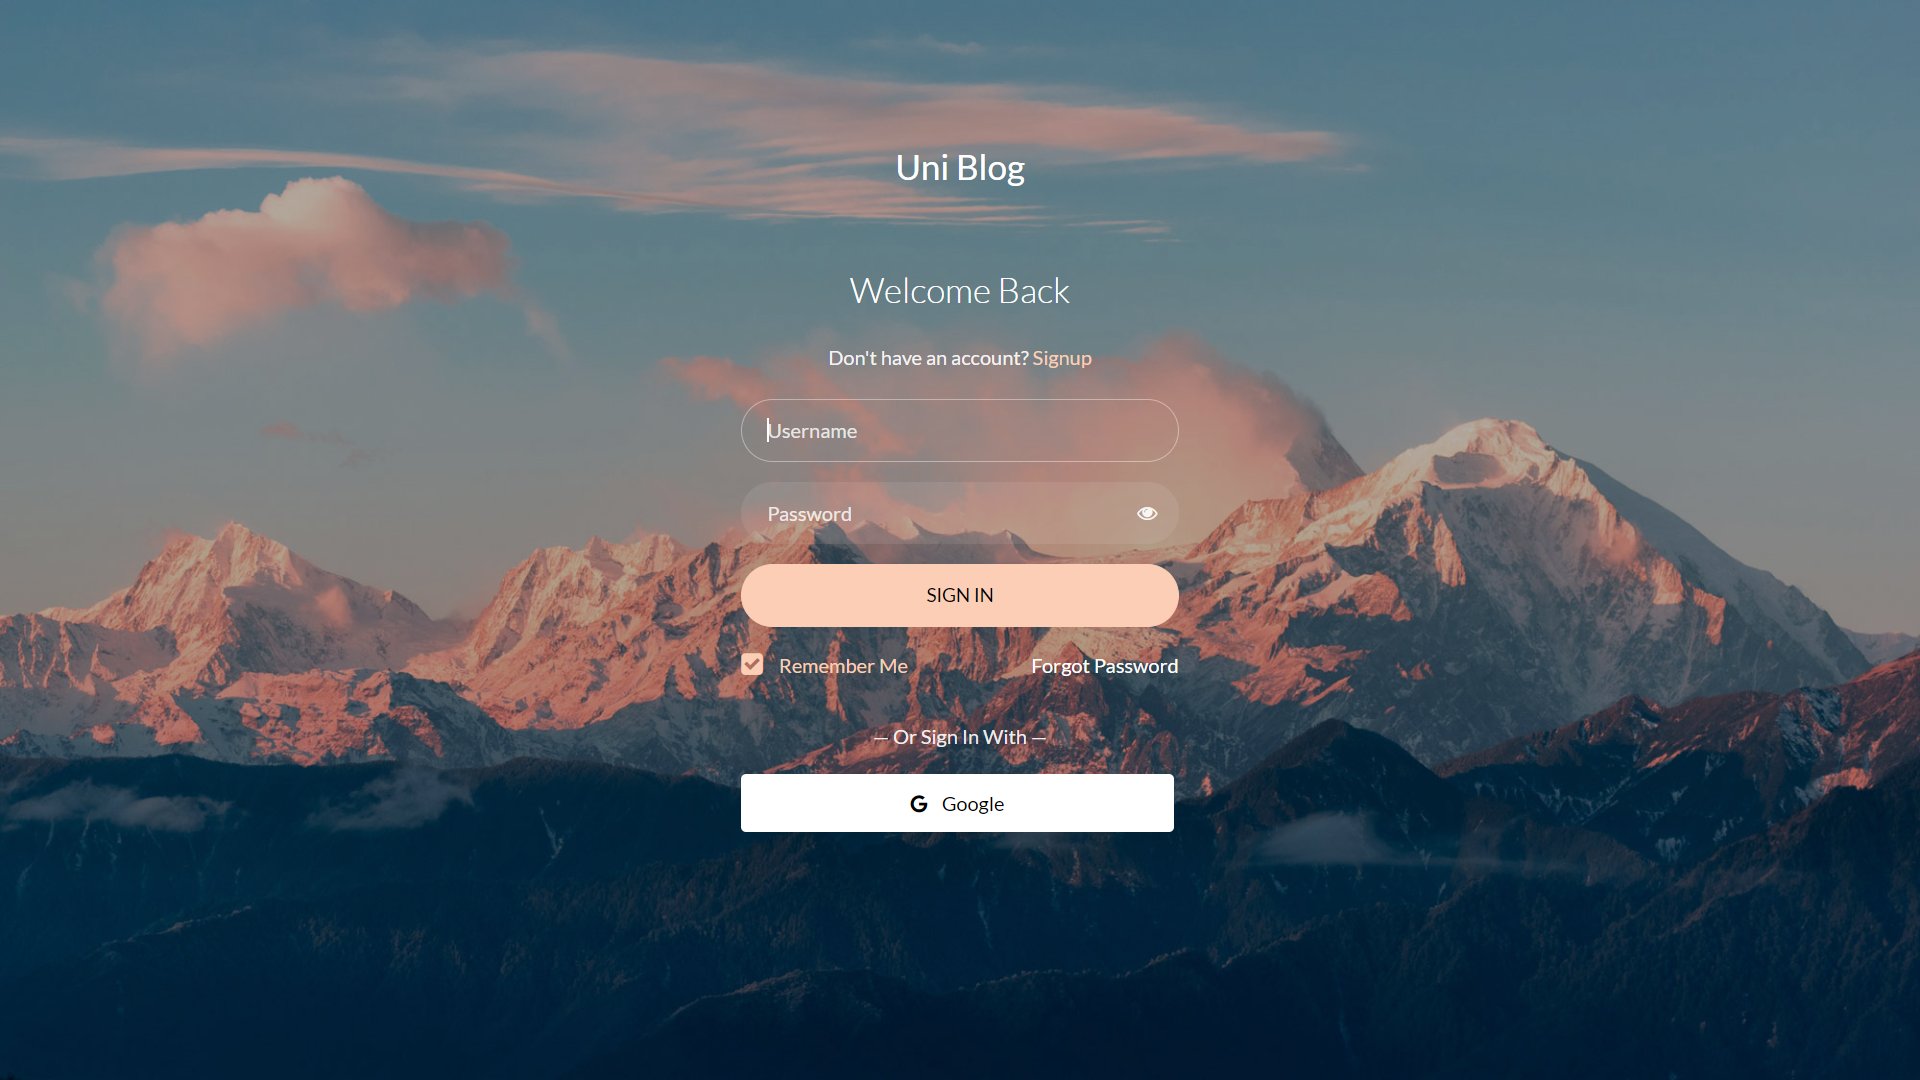 Uni Blog
Welcome Back
Don't have an account? Signup
Username
Password
SIGN IN
Remember Me Forgot Password
— Or Sign In With —
G Google